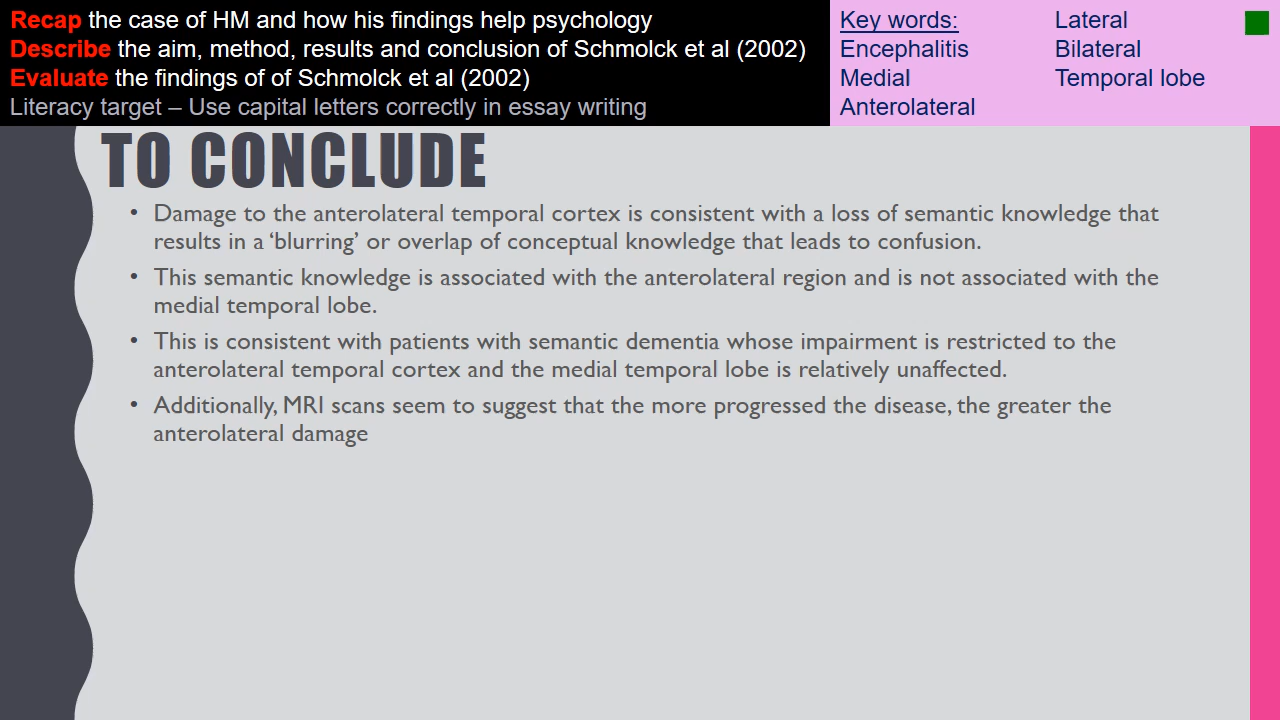 Recap the case of HM and how his findings help psychology
Describe the aim, method, results and conclusion of Schmolck et al (2002)
Evaluate the findings of of Schmolck et al (2002)
Literacy target – Use capital letters correctly in essay writing
Key words:
Encephalitis
Medial
Anterolateral
Lateral
Bilateral
Temporal lobe
TO CONCLUDE
• Damage to the anterolateral temporal cortex is consistent with a loss of semantic knowledge that
results in a ‘blurring’ or overlap of conceptual knowledge that leads to confusion.
• This semantic knowledge is associated with the anterolateral region and is not associated with the
medial temporal lobe.
• This is consistent with patients with semantic dementia whose impairment is restricted to the
anterolateral temporal cortex and the medial temporal lobe is relatively unaffected.
• Additionally, MRI scans seem to suggest that the more progressed the disease, the greater the
anterolateral damage